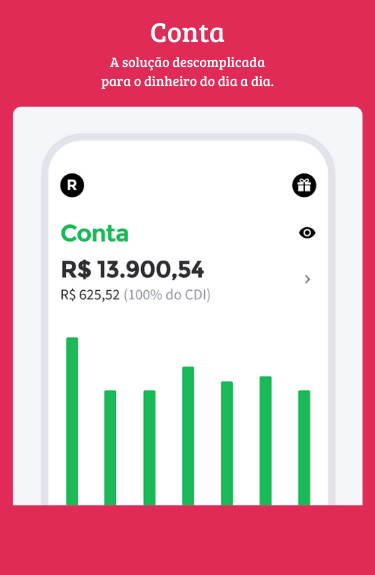 Conta
A solução descomplicada
para o dinheiro do dia a dia.
R
Conta
R$ 13.900,54
R$ 625,52 (100% do CDI)